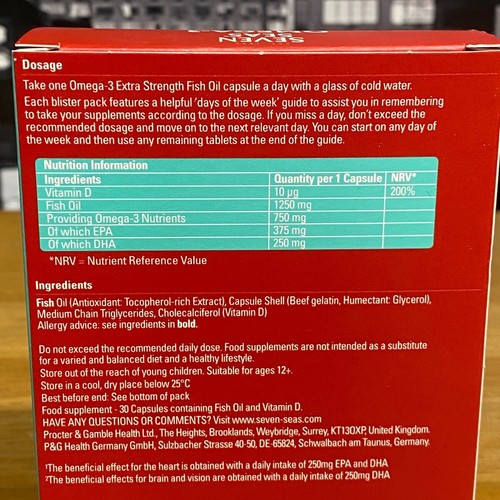 SEVEN
SEAS
Dosage
Take one Omega-3 Extra Strength Fish Oil capsule a day with a glass of cold water.
Each blister pack features a helpful 'days of the week' guide to assist you in remembering
to take your supplements according to the dosage. If you miss a day, don't exceed the
recommended dosage and move on to the next relevant day. You can start on any day of
the week and then use any remaining tablets at the end of the guide.
Nutrition Information
Ingredients Quantity per 1 Capsule NRV*
Vitamin D 10 µg 200%
Fish Oil 1250 mg
Providing Omega-3 Nutrients 750 mg
Of which EPA 375 mg
Of which DHA 250 mg
*NRV = Nutrient Reference Value
Ingredients
Fish Oil (Antioxidant: Tocopherol-rich Extract), Capsule Shell (Beef gelatin, Humectant: Glycerol),
Medium Chain Triglycerides, Cholecalciferol (Vitamin D)
Allergy advice: see ingredients in bold.
Do not exceed the recommended daily dose. Food supplements are not intended as a substitute
for a varied and balanced diet and a healthy lifestyle.
Store out of the reach of young children. Suitable for ages 12+.
Store in a cool, dry place below 25°C
Best before end: See bottom of pack
Food supplement - 30 Capsules containing Fish Oil and Vitamin D.
HAVE ANY QUESTIONS OR COMMENTS? Visit www.seven-seas.com
Procter & Gamble Health Ltd., The Heights, Brooklands, Weybridge, Surrey, KT130XP, United Kingdom.
P&G Health Germany GmbH, Sulzbacher Strasse 40-50, DE-65824, Schwalbach am Taunus, Germany.
¹The beneficial effect for the heart is obtained with a daily intake of 250mg EPA and DHA
²The beneficial effects for brain and vision are obtained with a daily intake of 250mg DHA